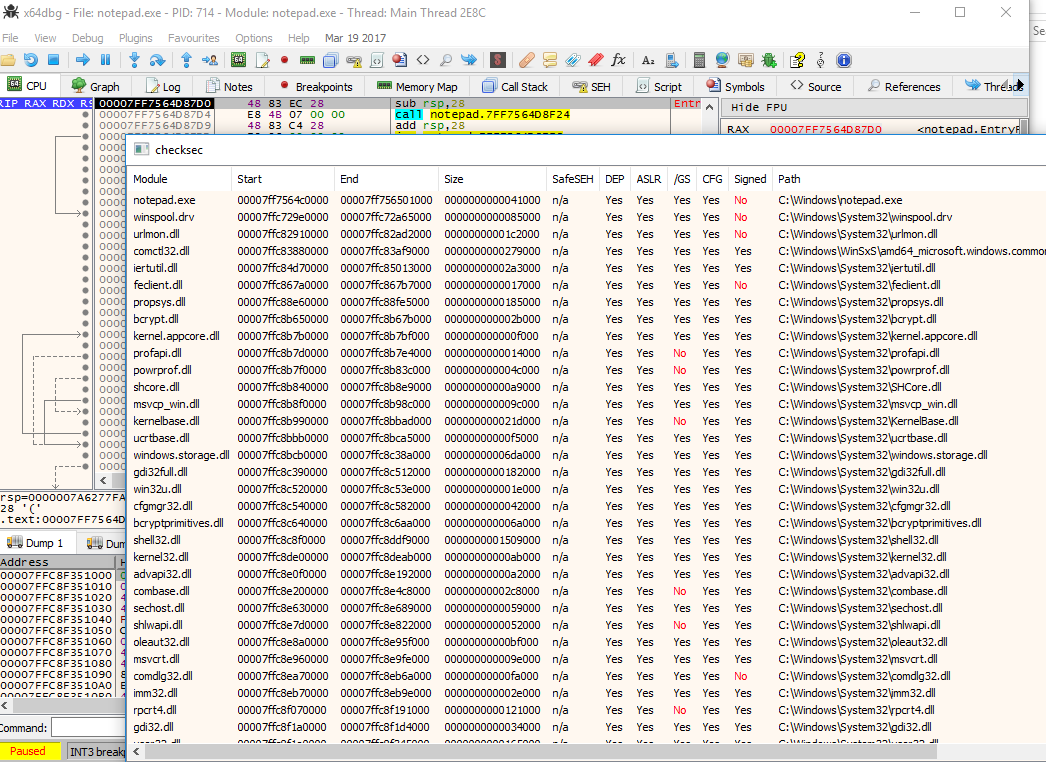 x64dbg - File: notepad.exe - PID: 714 - Module: notepad.exe - Thread: Main Thread 2E8C
File View Debug Plugins Favourites Options Help Mar 19 2017
CPU Graph Log Notes Breakpoints Memory Map Call Stack SEH Script Symbols Source References Threads
RIP RAX RDX RS 00007FF7564D87D0 48 83 EC 28 sub rsp,28 Entr Hide FPU
00007FF7564D87D4 E8 4B 07 00 00 call notepad.7FF7564D8F24
00007FF7564D87D9 48 83 C4 28 add rsp,28 RAX 00007FF7564D87D0 <notepad.EntryP
checksec
Module Start End Size SafeSEH DEP ASLR /GS CFG Signed Path
notepad.exe 00007ff7564c0000 00007ff756501000 0000000000041000 n/a Yes Yes Yes Yes No C:\Windows\notepad.exe
winspool.drv 00007ffc729e0000 00007ffc72a65000 0000000000085000 n/a Yes Yes Yes Yes No C:\Windows\System32\winspool.drv
urlmon.dll 00007ffc82910000 00007ffc82ad2000 00000000001c2000 n/a Yes Yes Yes Yes No C:\Windows\System32\urlmon.dll
comctl32.dll 00007ffc83880000 00007ffc83af9000 0000000000279000 n/a Yes Yes Yes Yes Yes C:\Windows\WinSxS\amd64_microsoft.windows.commo
iertutil.dll 00007ffc84d70000 00007ffc85013000 00000000002a3000 n/a Yes Yes Yes Yes Yes C:\Windows\System32\iertutil.dll
feclient.dll 00007ffc867a0000 00007ffc867b7000 0000000000017000 n/a Yes Yes Yes Yes No C:\Windows\System32\feclient.dll
propsys.dll 00007ffc88e60000 00007ffc88fe5000 0000000000185000 n/a Yes Yes Yes Yes Yes C:\Windows\System32\propsys.dll
bcrypt.dll 00007ffc8b650000 00007ffc8b67b000 000000000002b000 n/a Yes Yes Yes Yes Yes C:\Windows\System32\bcrypt.dll
kernel.appcore.dll 00007ffc8b7b0000 00007ffc8b7bf000 000000000000f000 n/a Yes Yes Yes Yes Yes C:\Windows\System32\kernel.appcore.dll
profapi.dll 00007ffc8b7d0000 00007ffc8b7e4000 0000000000014000 n/a Yes Yes No Yes Yes C:\Windows\System32\profapi.dll
powrprof.dll 00007ffc8b7f0000 00007ffc8b83c000 000000000004c000 n/a Yes Yes No Yes Yes C:\Windows\System32\powrprof.dll
shcore.dll 00007ffc8b840000 00007ffc8b8e9000 00000000000a9000 n/a Yes Yes Yes Yes Yes C:\Windows\System32\SHCore.dll
msvcp_win.dll 00007ffc8b8f0000 00007ffc8b98c000 000000000009c000 n/a Yes Yes Yes Yes Yes C:\Windows\System32\msvcp_win.dll
kernelbase.dll 00007ffc8b990000 00007ffc8bbad000 000000000021d000 n/a Yes Yes No Yes Yes C:\Windows\System32\KernelBase.dll
ucrtbase.dll 00007ffc8bbb0000 00007ffc8bca5000 00000000000f5000 n/a Yes Yes Yes Yes Yes C:\Windows\System32\ucrtbase.dll
windows.storage.dll 00007ffc8bcb0000 00007ffc8c38a000 00000000006da000 n/a Yes Yes Yes Yes Yes C:\Windows\System32\windows.storage.dll
gdi32full.dll 00007ffc8c390000 00007ffc8c512000 0000000000182000 n/a Yes Yes Yes Yes Yes C:\Windows\System32\gdi32full.dll
win32u.dll 00007ffc8c520000 00007ffc8c53e000 000000000001e000 n/a Yes Yes Yes Yes Yes C:\Windows\System32\win32u.dll
cfgmgr32.dll 00007ffc8c540000 00007ffc8c582000 0000000000042000 n/a Yes Yes Yes Yes Yes C:\Windows\System32\cfgmgr32.dll
bcryptprimitives.dll 00007ffc8c640000 00007ffc8c6aa000 000000000006a000 n/a Yes Yes Yes Yes Yes C:\Windows\System32\bcryptprimitives.dll
shell32.dll 00007ffc8c8f0000 00007ffc8ddf9000 0000000001509000 n/a Yes Yes Yes Yes Yes C:\Windows\System32\shell32.dll
kernel32.dll 00007ffc8de00000 00007ffc8deab000 00000000000ab000 n/a Yes Yes Yes Yes Yes C:\Windows\System32\kernel32.dll
advapi32.dll 00007ffc8e0f0000 00007ffc8e192000 00000000000a2000 n/a Yes Yes Yes Yes Yes C:\Windows\System32\advapi32.dll
combase.dll 00007ffc8e200000 00007ffc8e4c8000 00000000002c8000 n/a Yes Yes No Yes Yes C:\Windows\System32\combase.dll
sechost.dll 00007ffc8e630000 00007ffc8e689000 0000000000059000 n/a Yes Yes Yes Yes Yes C:\Windows\System32\sechost.dll
shlwapi.dll 00007ffc8e7d0000 00007ffc8e822000 0000000000052000 n/a Yes Yes No Yes Yes C:\Windows\System32\shlwapi.dll
oleaut32.dll 00007ffc8e8a0000 00007ffc8e95f000 00000000000bf000 n/a Yes Yes Yes Yes Yes C:\Windows\System32\oleaut32.dll
msvcrt.dll 00007ffc8e960000 00007ffc8e9fe000 000000000009e000 n/a Yes Yes Yes Yes Yes C:\Windows\System32\msvcrt.dll
comdlg32.dll 00007ffc8ea70000 00007ffc8eb6a000 00000000000fa000 n/a Yes Yes Yes Yes No C:\Windows\System32\comdlg32.dll
imm32.dll 00007ffc8eb70000 00007ffc8eb9e000 000000000002e000 n/a Yes Yes Yes Yes Yes C:\Windows\System32\imm32.dll
rpcrt4.dll 00007ffc8f070000 00007ffc8f191000 0000000000121000 n/a Yes Yes No Yes Yes C:\Windows\System32\rpcrt4.dll
gdi32.dll 00007ffc8f1a0000 00007ffc8f1d4000 0000000000034000 n/a Yes Yes Yes Yes Yes C:\Windows\System32\gdi32.dll
rsp=0000007A6277FA
28 '('
.text:00007FF7564D
Dump 1 Dum
Address H
00007FFC8F351000
00007FFC8F351010
00007FFC8F351020
00007FFC8F351030
00007FFC8F351040
00007FFC8F351050
00007FFC8F351060
00007FFC8F351070
00007FFC8F351080
00007FFC8F351090
00007FFC8F3510A0
Command:
Paused INT3 breakp